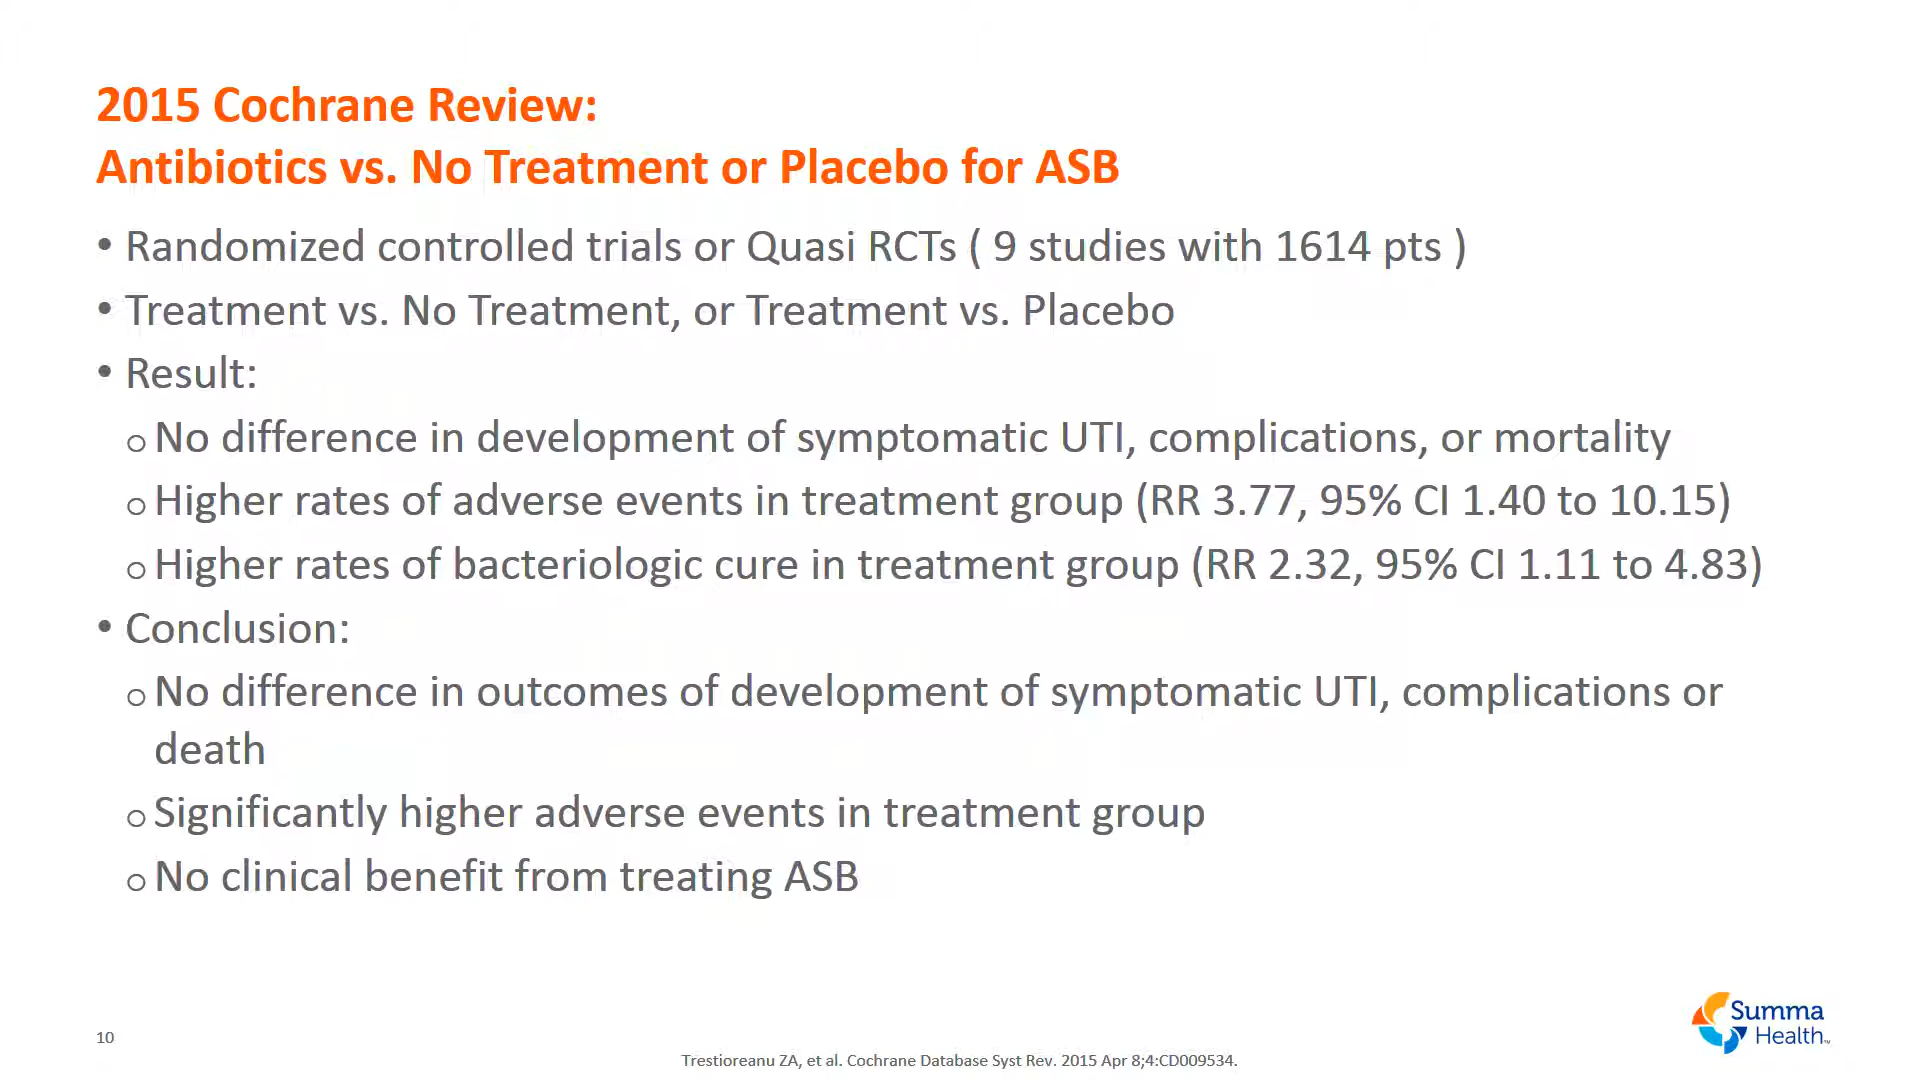 2015 Cochrane Review:
Antibiotics vs. No Treatment or Placebo for ASB
• Randomized controlled trials or Quasi RCTs ( 9 studies with 1614 pts )
• Treatment vs. No Treatment, or Treatment vs. Placebo
• Result:
o No difference in development of symptomatic UTI, complications, or mortality
o Higher rates of adverse events in treatment group (RR 3.77, 95% CI 1.40 to 10.15)
o Higher rates of bacteriologic cure in treatment group (RR 2.32, 95% CI 1.11 to 4.83)
• Conclusion:
o No difference in outcomes of development of symptomatic UTI, complications or
death
o Significantly higher adverse events in treatment group
o No clinical benefit from treating ASB
Summa
Health™
10
Trestioreanu ZA, et al. Cochrane Database Syst Rev. 2015 Apr 8;4:CD009534.